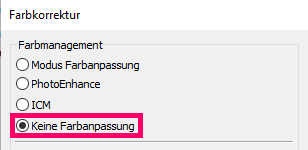 Farbkorrektur
Farbmanagement
Modus Farbanpassung
PhotoEnhance
ICM
Keine Farbanpassung